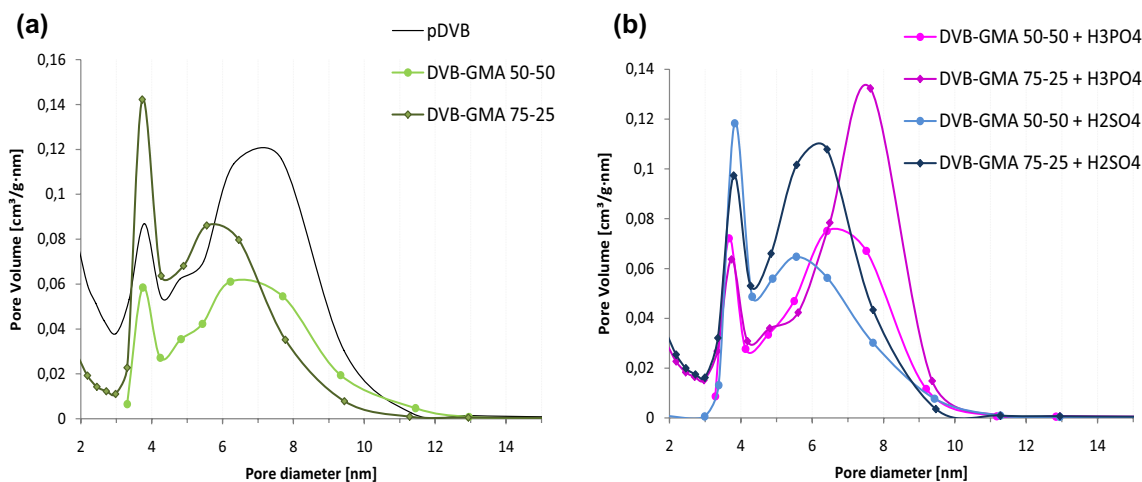 (a)
pDVB
DVB-GMA 50-50
DVB-GMA 75-25
0,16
0,14
0,12
0,1
0,08
0,06
0,04
0,02
0
Pore Volume [cm³/g·nm]
2 4 6 8 10 12 14
Pore diameter [nm]
(b)
DVB-GMA 50-50 + H3PO4
DVB-GMA 75-25 + H3PO4
DVB-GMA 50-50 + H2SO4
DVB-GMA 75-25 + H2SO4
0,14
0,12
0,1
0,08
0,06
0,04
0,02
0
Pore Volume [cm³/g·nm]
2 4 6 8 10 12 14
Pore diameter [nm]